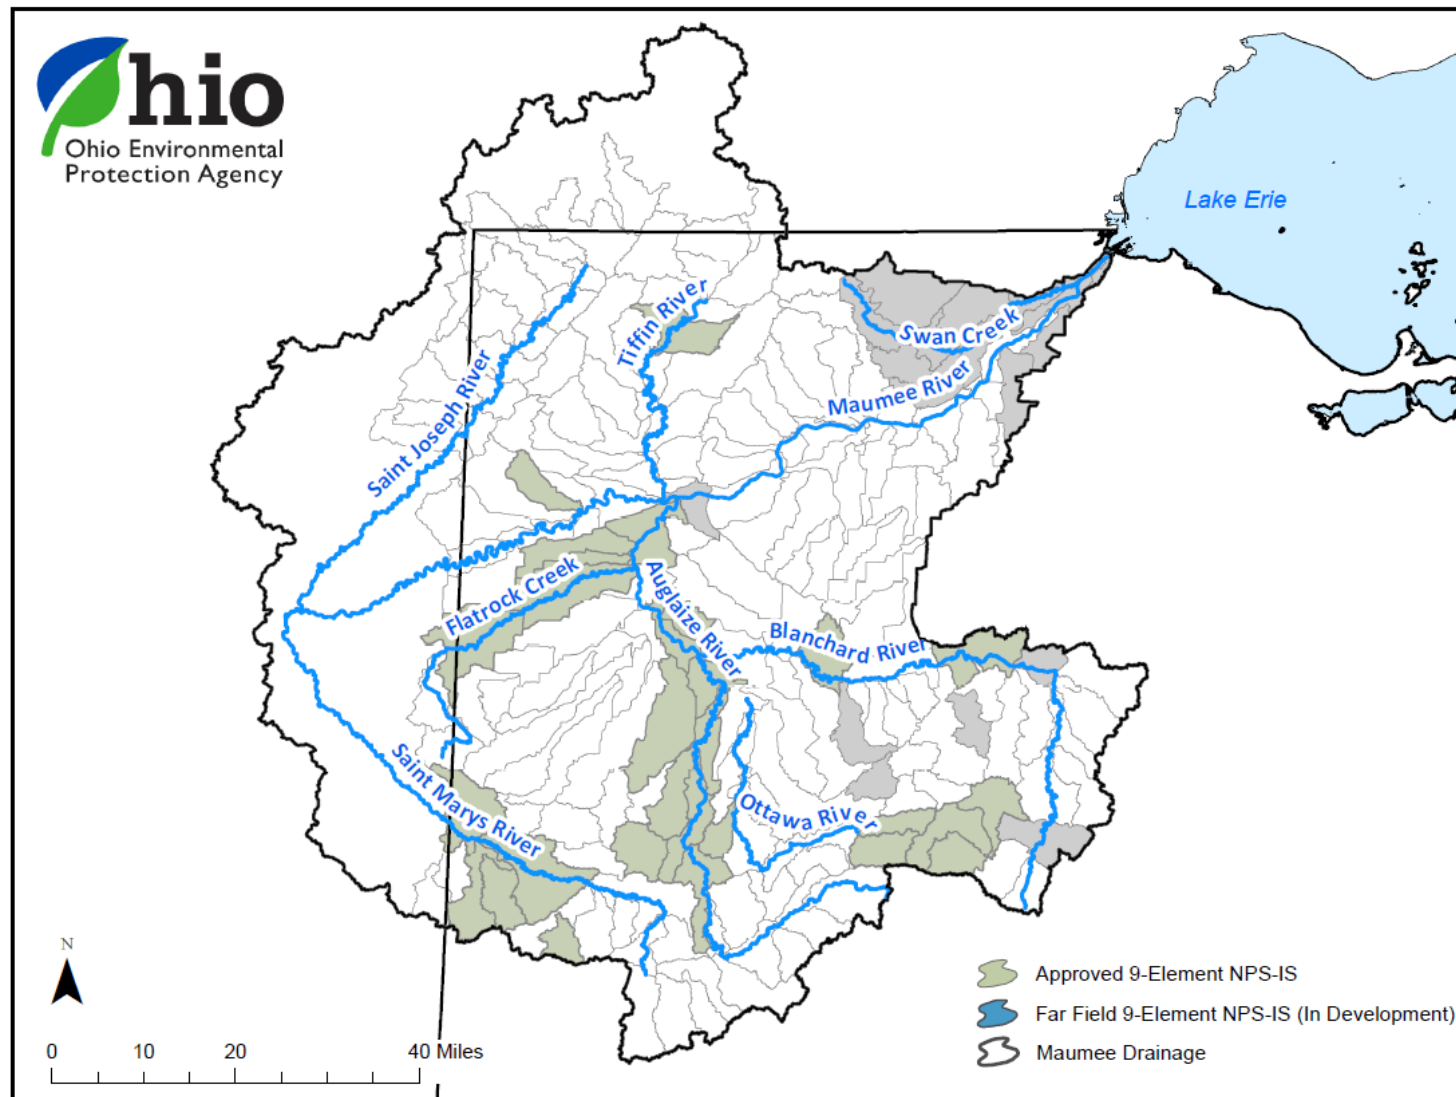 Ohio
Ohio Environmental
Protection Agency
Lake Erie
Tiffin River
Swan Creek
Saint Joseph River
Maumee River
Flatrock Creek
Auglaize River
Blanchard River
Saint Marys River
Ottawa River
N
0 10 20 40 Miles
Approved 9-Element NPS-IS
Far Field 9-Element NPS-IS (In Development)
Maumee Drainage